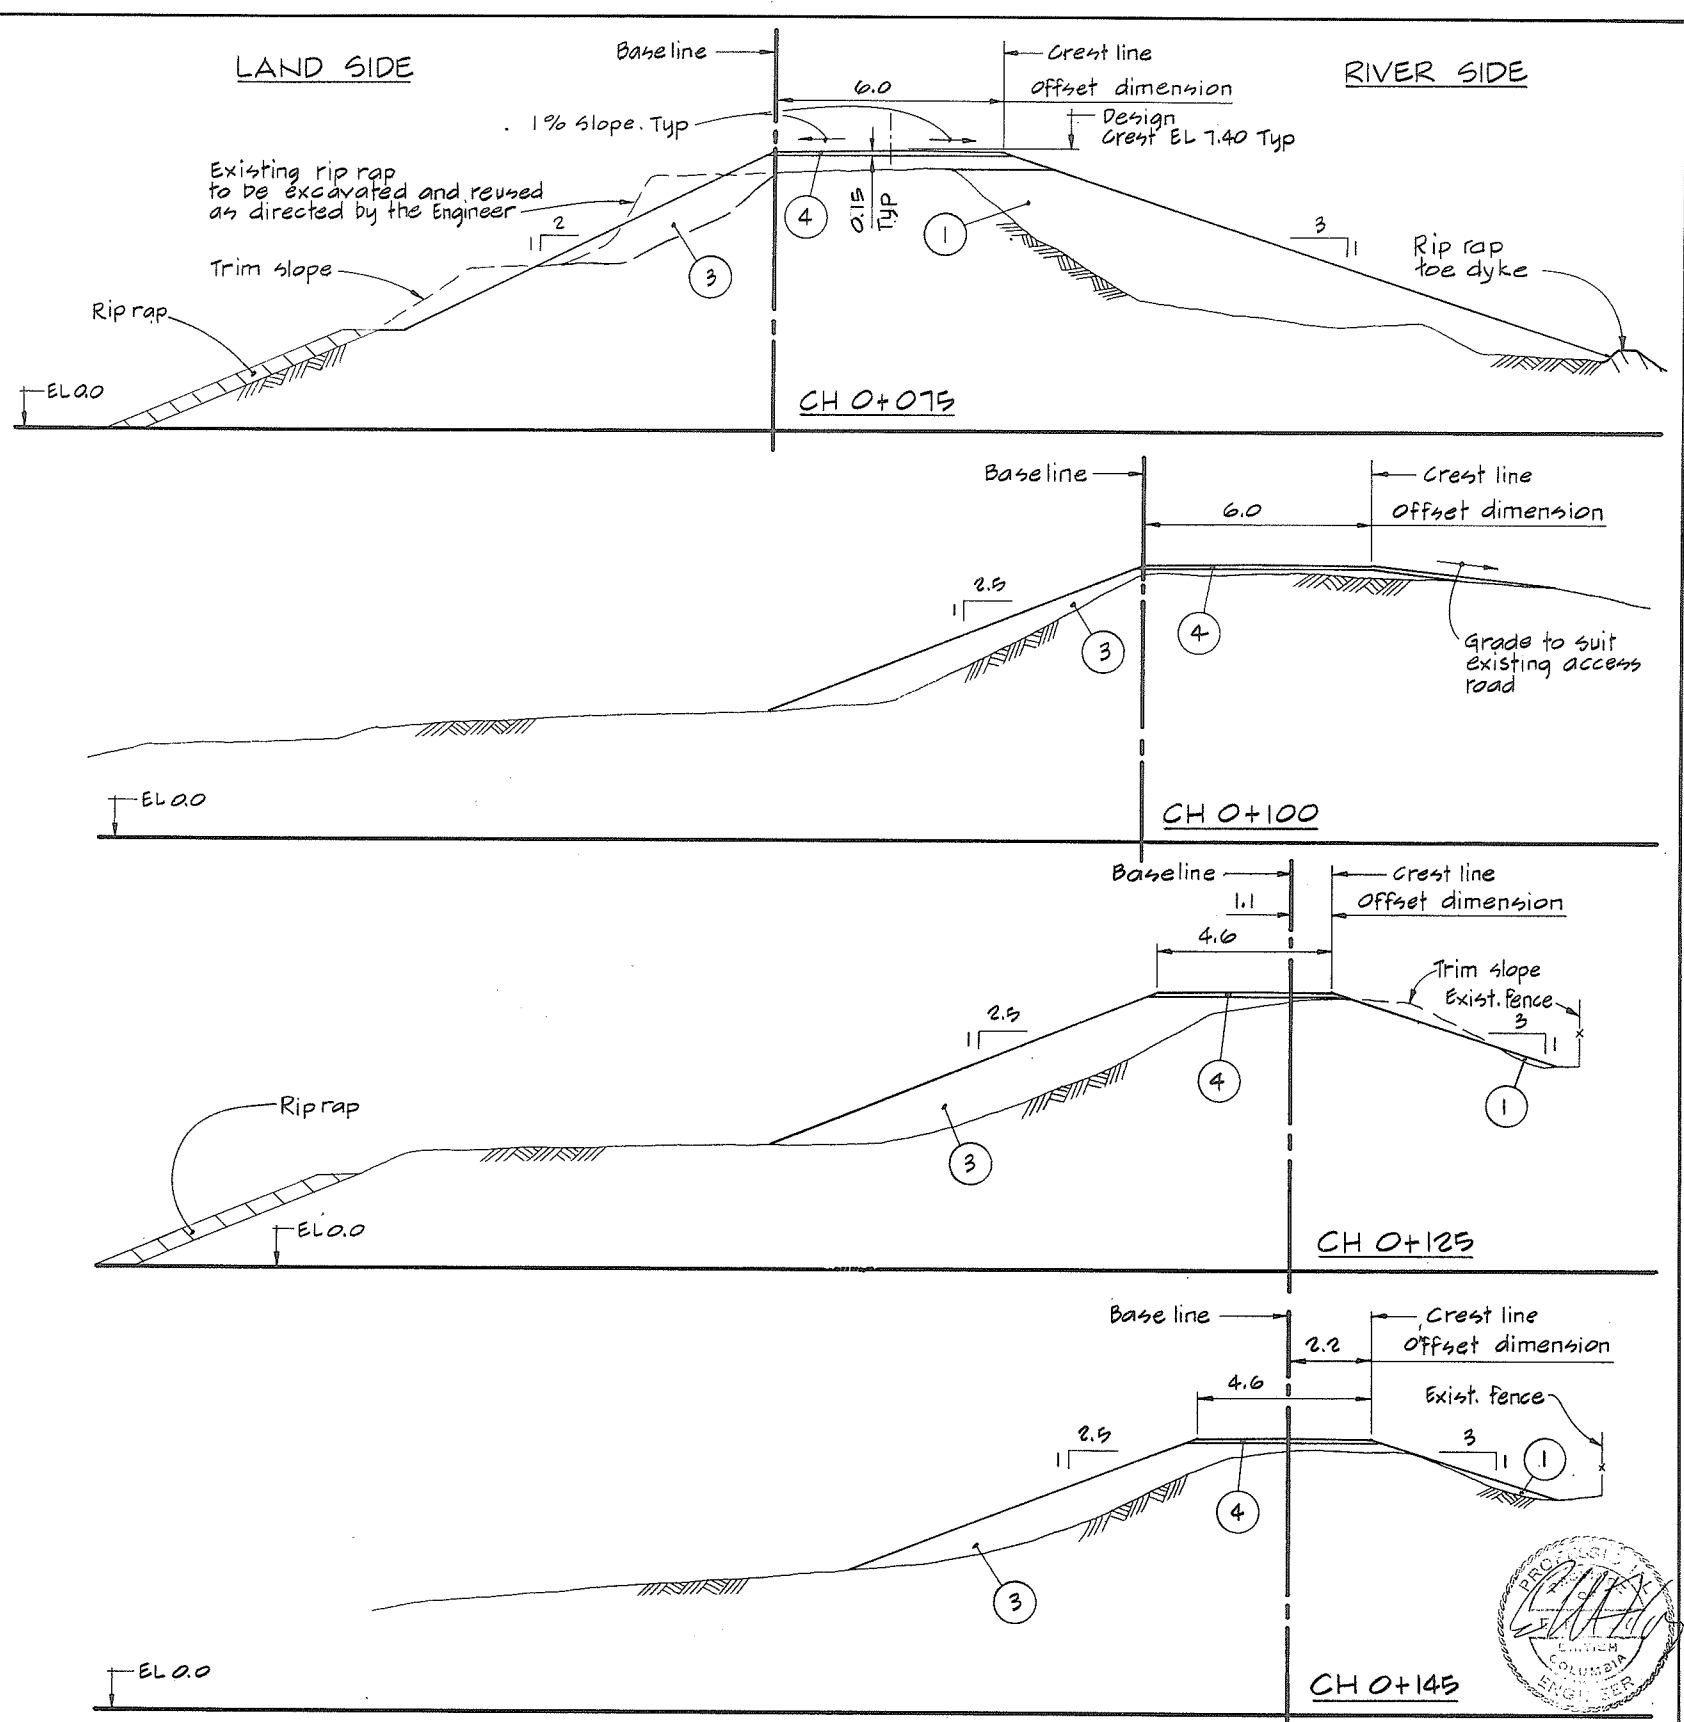 LAND SIDE
Baseline
Crest line
RIVER SIDE
6.0
Offset dimension
1% Slope. Typ
Design
Crest EL 7.40 Typ
Existing rip rap
to be excavated and reused
as directed by the Engineer
4
0.15
Typ
1
2
1
3
1
Rip rap
toe dyke
Trim slope
3
Rip rap
EL 0.0
CH 0+075
Baseline
Crest line
6.0
Offset dimension
2.5
1
4
3
Grade to suit
existing access
road
EL 0.0
CH 0+100
Baseline
Crest line
1.1
Offset dimension
4.6
Trim slope
Exist. fence
2.5
1
3
1
4
1
Rip rap
3
EL 0.0
CH 0+125
Base line
Crest line
2.2
Offset dimension
4.6
Exist. fence
2.5
1
3
1
1
4
3
EL 0.0
CH 0+145
COLUMBIA